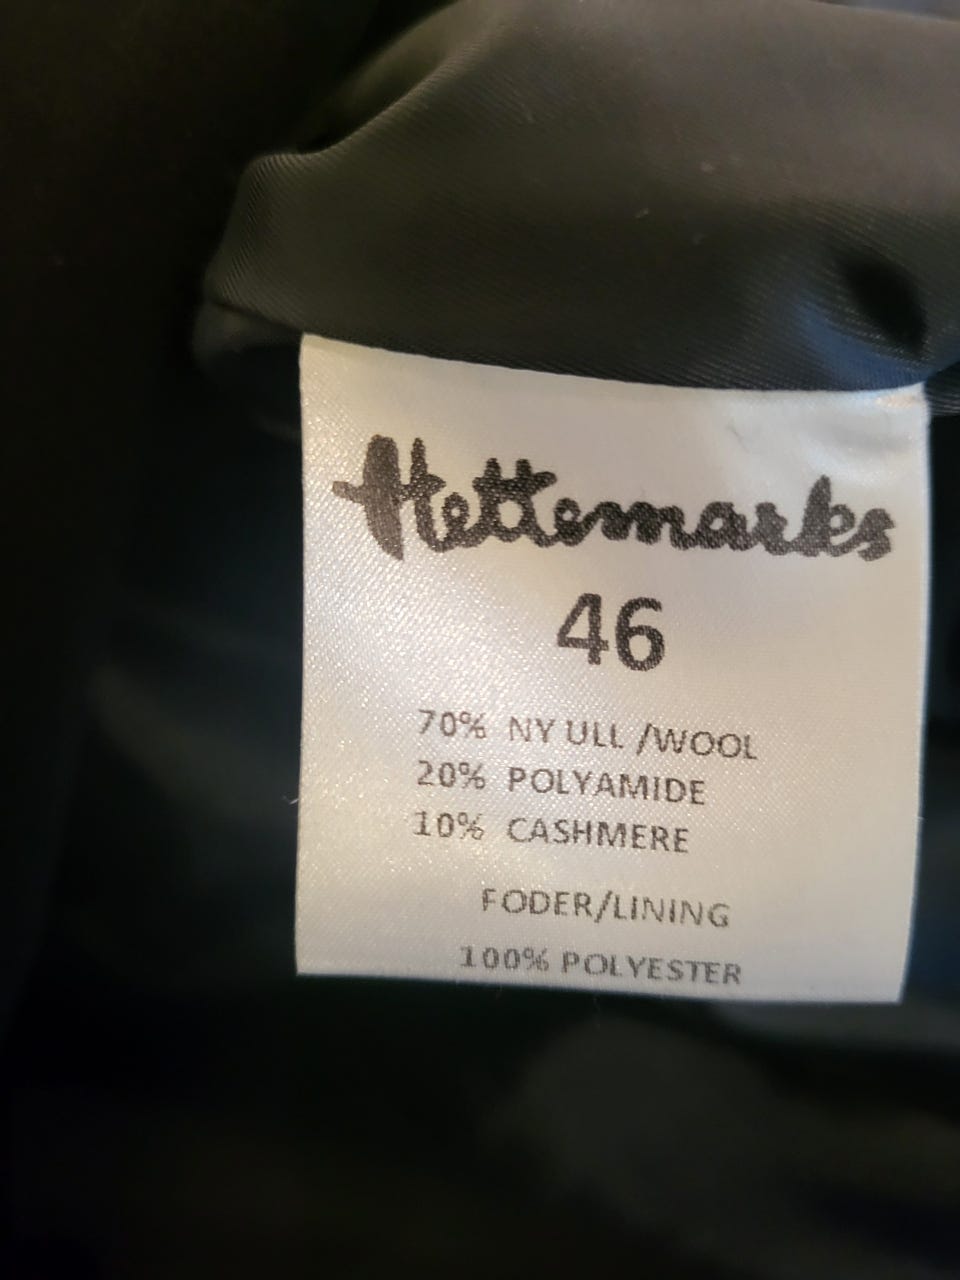 Hettemarks
46
70% NY ULL /WOOL
20% POLYAMIDE
10% CASHMERE
FODER/LINING
100% POLYESTER